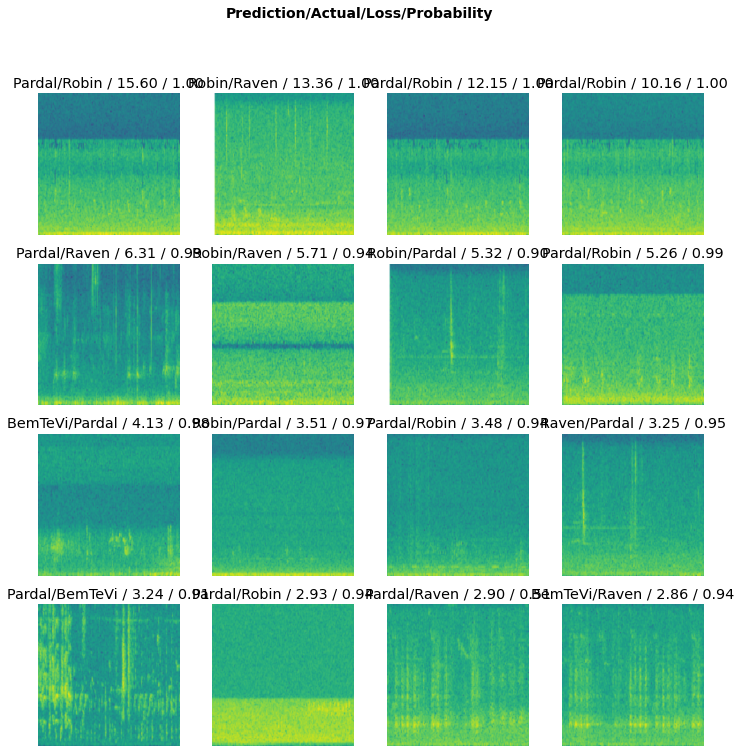 Prediction/Actual/Loss/Probability
Pardal/Robin / 15.60 / 1.00 Robin/Raven / 13.36 / 1.00 Pardal/Robin / 12.15 / 1.00 Pardal/Robin / 10.16 / 1.00
Pardal/Raven / 6.31 / 0.99 Robin/Raven / 5.71 / 0.94 Robin/Pardal / 5.32 / 0.90 Pardal/Robin / 5.26 / 0.99
BemTeVi/Pardal / 4.13 / 0.98 Robin/Pardal / 3.51 / 0.97 Pardal/Robin / 3.48 / 0.94 Raven/Pardal / 3.25 / 0.95
Pardal/BemTeVi / 3.24 / 0.91 Pardal/Robin / 2.93 / 0.94 Pardal/Raven / 2.90 / 0.51 BemTeVi/Raven / 2.86 / 0.94